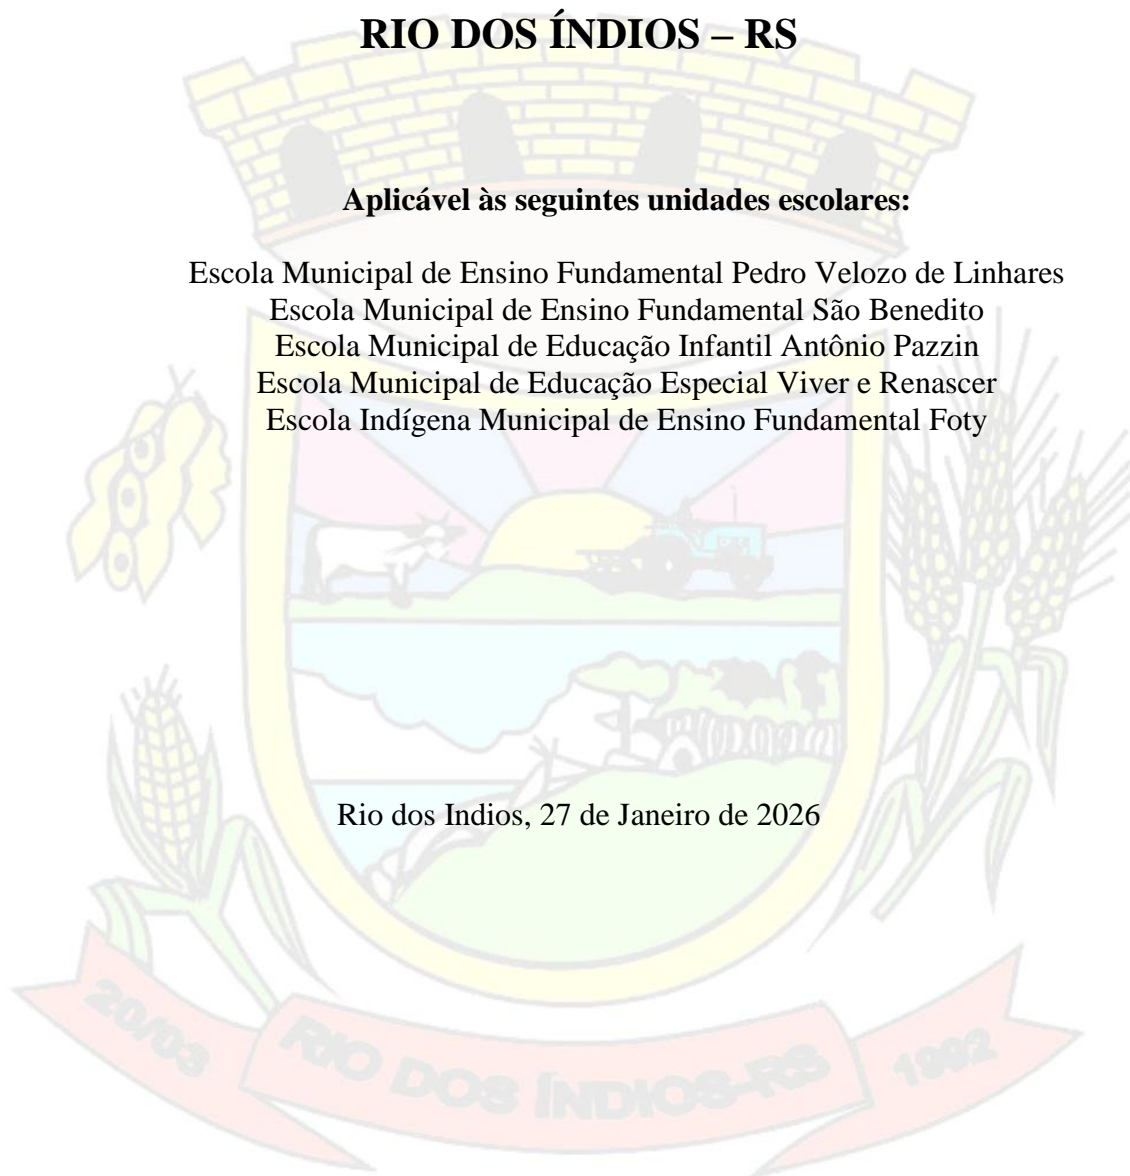 RIO DOS ÍNDIOS – RS
Aplicável às seguintes unidades escolares:
Escola Municipal de Ensino Fundamental Pedro Velozo de Linhares
Escola Municipal de Ensino Fundamental São Benedito
Escola Municipal de Educação Infantil Antônio Pazzin
Escola Municipal de Educação Especial Viver e Renascer
Escola Indígena Municipal de Ensino Fundamental Foty
Rio dos Indios, 27 de Janeiro de 2026
20/03
RIO DOS ÍNDIOS-RS
1992